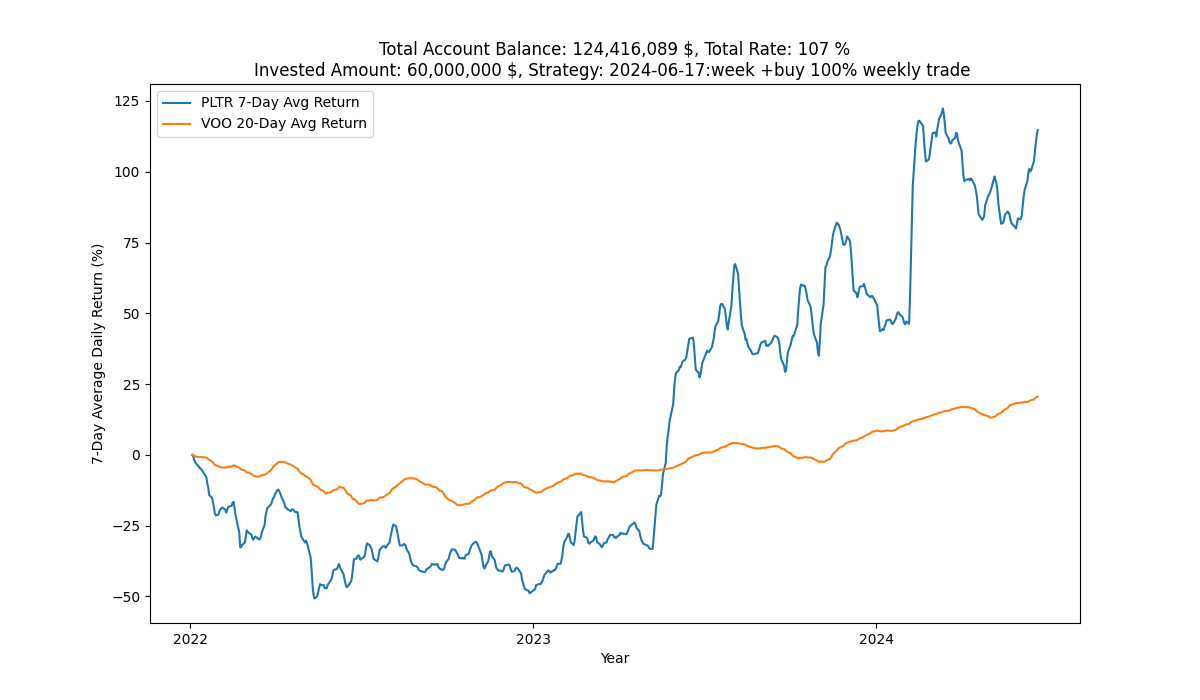 Total Account Balance: 124,416,089 $, Total Rate: 107 %
Invested Amount: 60,000,000 $, Strategy: 2024-06-17:week +buy 100% weekly trade
PLTR 7-Day Avg Return
VOO 20-Day Avg Return
7-Day Average Daily Return (%)
125
100
75
50
25
0
−25
−50
2022
2023
2024
Year